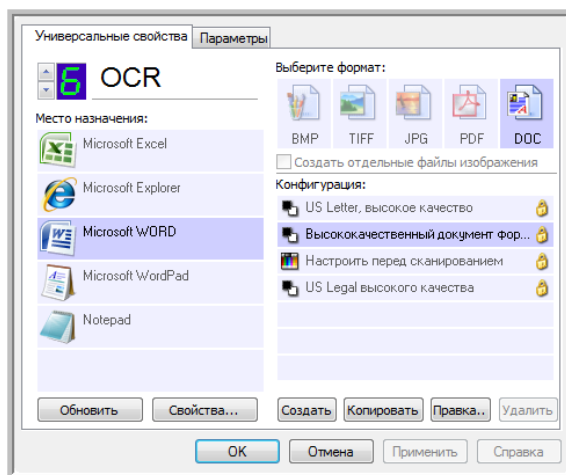 Универсальные свойства
Параметры
6
OCR
Место назначения:
Microsoft Excel
Microsoft Explorer
Microsoft WORD
Microsoft WordPad
Notepad
Выберите формат:
BMP TIFF JPG PDF DOC
Создать отдельные файлы изображения
Конфигурация:
US Letter, высокое качество
Высококачественный документ фор...
Настроить перед сканированием
US Legal высокого качества
Обновить
Свойства...
Создать
Копировать
Правка..
Удалить
OK
Отмена
Применить
Справка